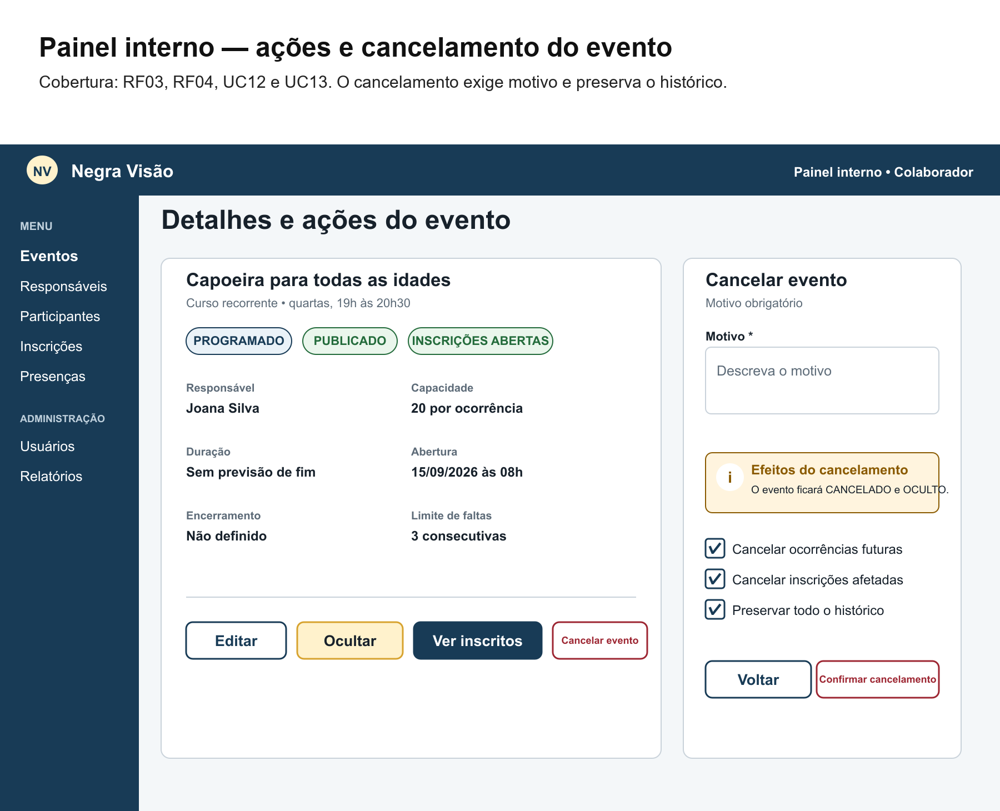 Painel interno — ações e cancelamento do evento
Cobertura: RF03, RF04, UC12 e UC13. O cancelamento exige motivo e preserva o histórico.
NV
Negra Visão
Painel interno • Colaborador
MENU
Eventos
Responsáveis
Participantes
Inscrições
Presenças
ADMINISTRAÇÃO
Usuários
Relatórios
Detalhes e ações do evento
Capoeira para todas as idades
Curso recorrente • quartas, 19h às 20h30
PROGRAMADO
PUBLICADO
INSCRIÇÕES ABERTAS
Responsável
Joana Silva
Capacidade
20 por ocorrência
Duração
Sem previsão de fim
Abertura
15/09/2026 às 08h
Encerramento
Não definido
Limite de faltas
3 consecutivas
Editar
Ocultar
Ver inscritos
Cancelar evento
Cancelar evento
Motivo obrigatório
Motivo *
Descreva o motivo
i
Efeitos do cancelamento
O evento ficará CANCELADO e OCULTO.
Cancelar ocorrências futuras
Cancelar inscrições afetadas
Preservar todo o histórico
Voltar
Confirmar cancelamento